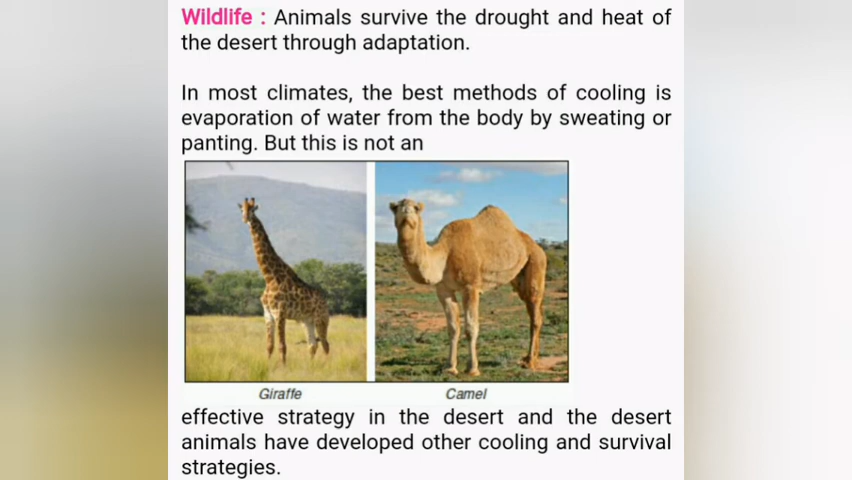 Wildlife : Animals survive the drought and heat of
the desert through adaptation.
In most climates, the best methods of cooling is
evaporation of water from the body by sweating or
panting. But this is not an
Giraffe
Camel
effective strategy in the desert and the desert
animals have developed other cooling and survival
strategies.